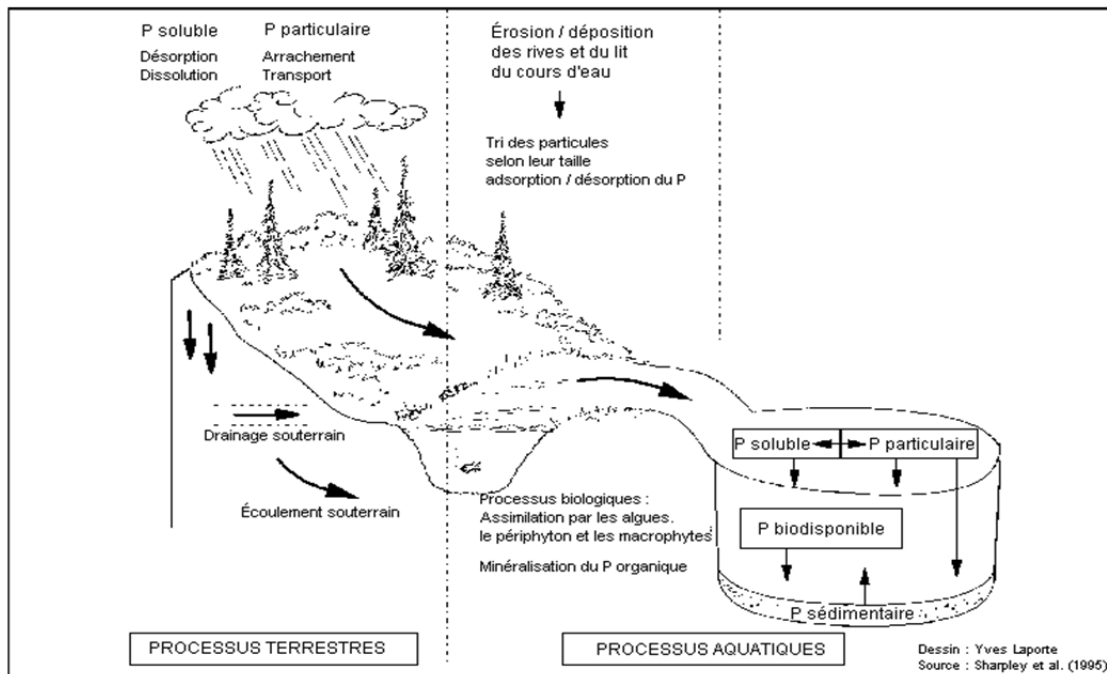 P soluble
Désorption
Dissolution
P particulaire
Arrachement
Transport
Érosion / déposition
des rives et du lit
du cours d'eau
Tri des particules
selon leur taille
adsorption / désorption du P
Drainage souterrain
Écoulement souterrain
Processus biologiques :
Assimilation par les algues.
le périphyton et les macrophytes
Minéralisation du P organique
P soluble
P particulaire
P biodisponible
P sédimentaire
PROCESSUS TERRESTRES
PROCESSUS AQUATIQUES
Dessin : Yves Laporte
Source : Sharpley et al. (1995)